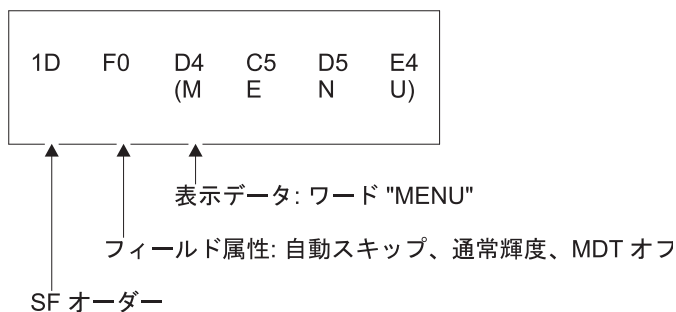 1D F0 D4 C5 D5 E4
(M E N U)
表示データ: ワード "MENU"
フィールド属性: 自動スキップ、通常輝度、MDT オフ
SF オーダー